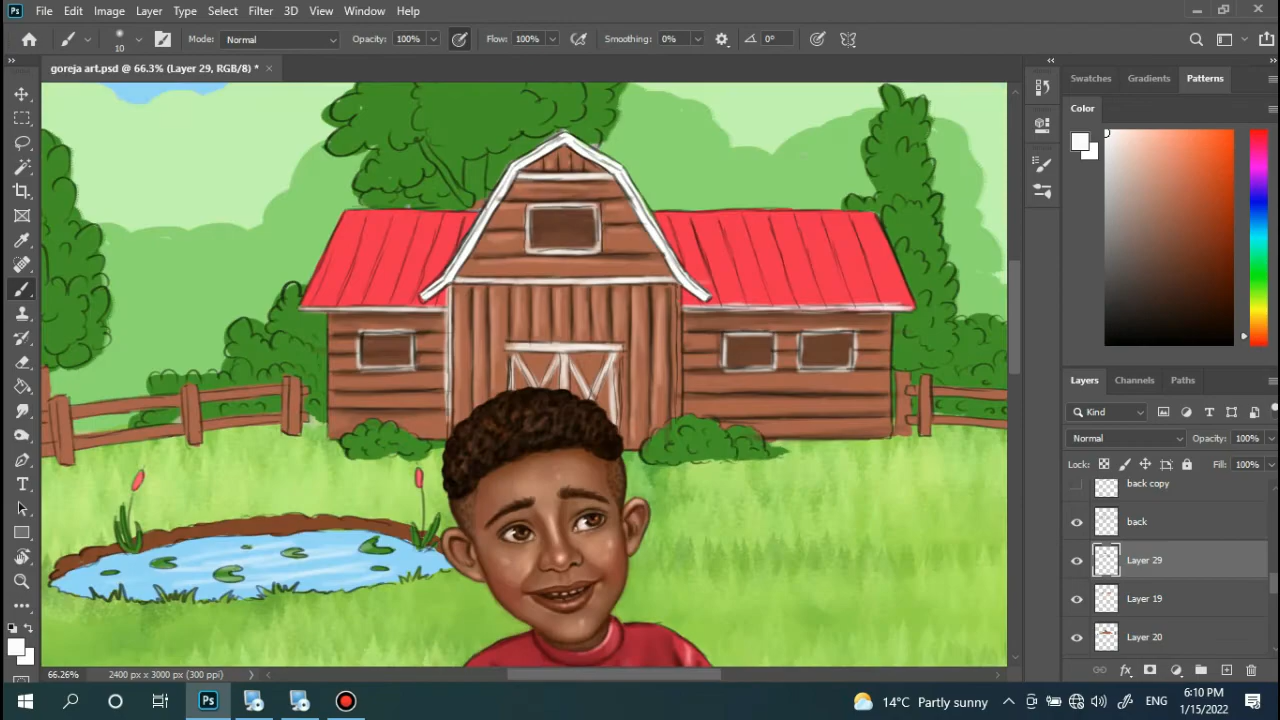 Ps File Edit Image Layer Type Select Filter 3D View Window Help
10 Mode: Normal Opacity: 100% Flow: 100% Smoothing: 0% 0°
goreja art.psd @ 66.3% (Layer 29, RGB/8) *
Swatches Gradients Patterns
Color
Layers Channels Paths
Kind
Normal Opacity: 100%
Lock: Fill: 100%
back copy
back
Layer 29
Layer 19
Layer 20
66.26% 2400 px x 3000 px (300 ppi)
Ps 14°C Partly sunny ENG 6:10 PM
1/15/2022